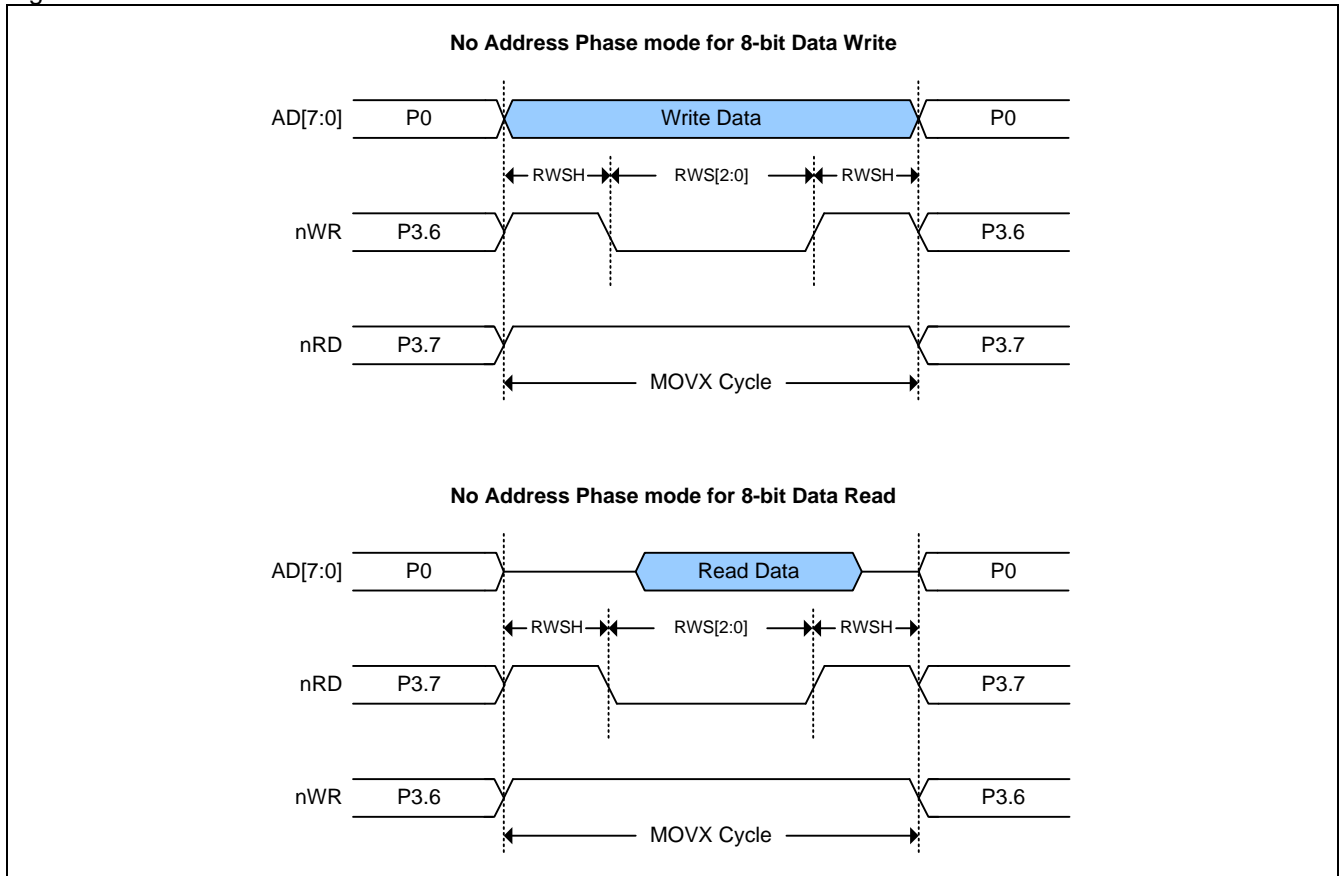 No Address Phase mode for 8-bit Data Write
AD[7:0] P0 Write Data P0
RWSH RWS[2:0] RWSH
nWR P3.6 P3.6
nRD P3.7 P3.7
MOVX Cycle
No Address Phase mode for 8-bit Data Read
AD[7:0] P0 Read Data P0
RWSH RWS[2:0] RWSH
nRD P3.7 P3.7
nWR P3.6 P3.6
MOVX Cycle